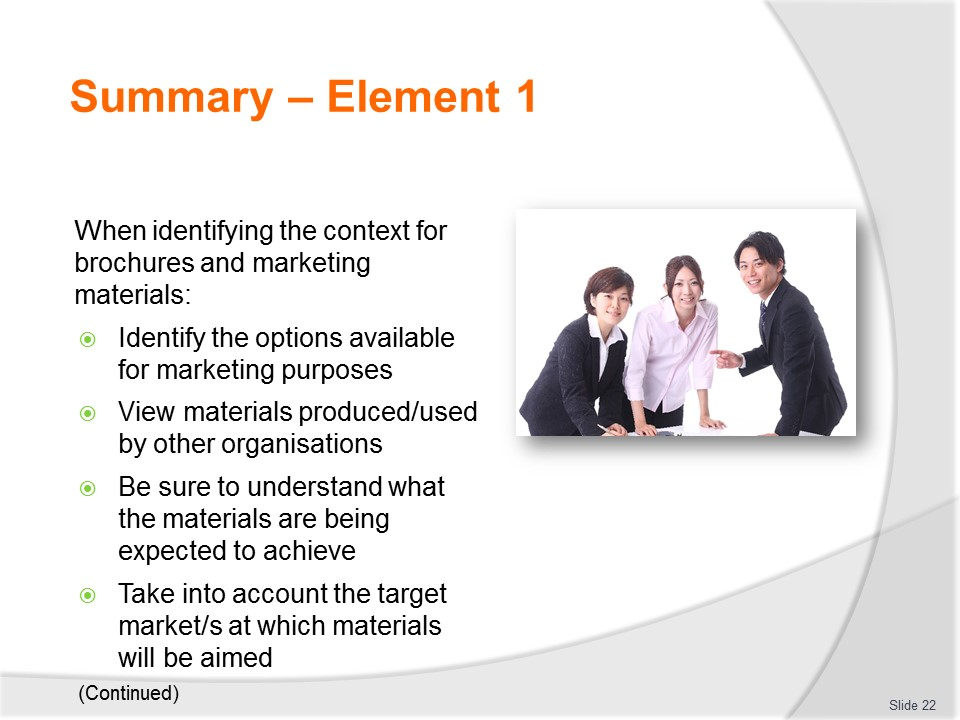 Summary – Element 1
When identifying the context for
brochures and marketing
materials:
Identify the options available
for marketing purposes
View materials produced/used
by other organisations
Be sure to understand what
the materials are being
expected to achieve
Take into account the target
market/s at which materials
will be aimed
(Continued)
Slide 22